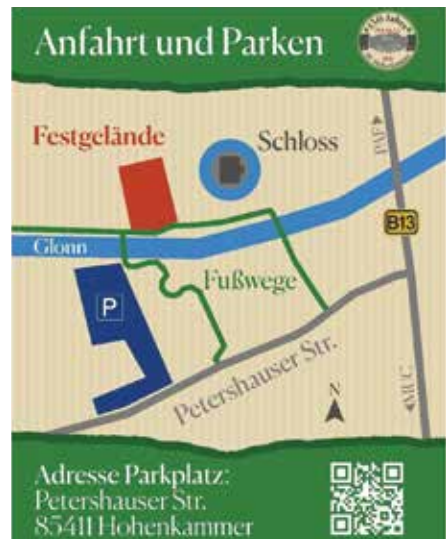 Anfahrt und Parken
Festgelände
Schloss
PAF
B13
Glonn
Fußwege
P
Petershauser Str.
N
MUC
Adresse Parkplatz:
Petershauser Str.
85411 Hohenkammer